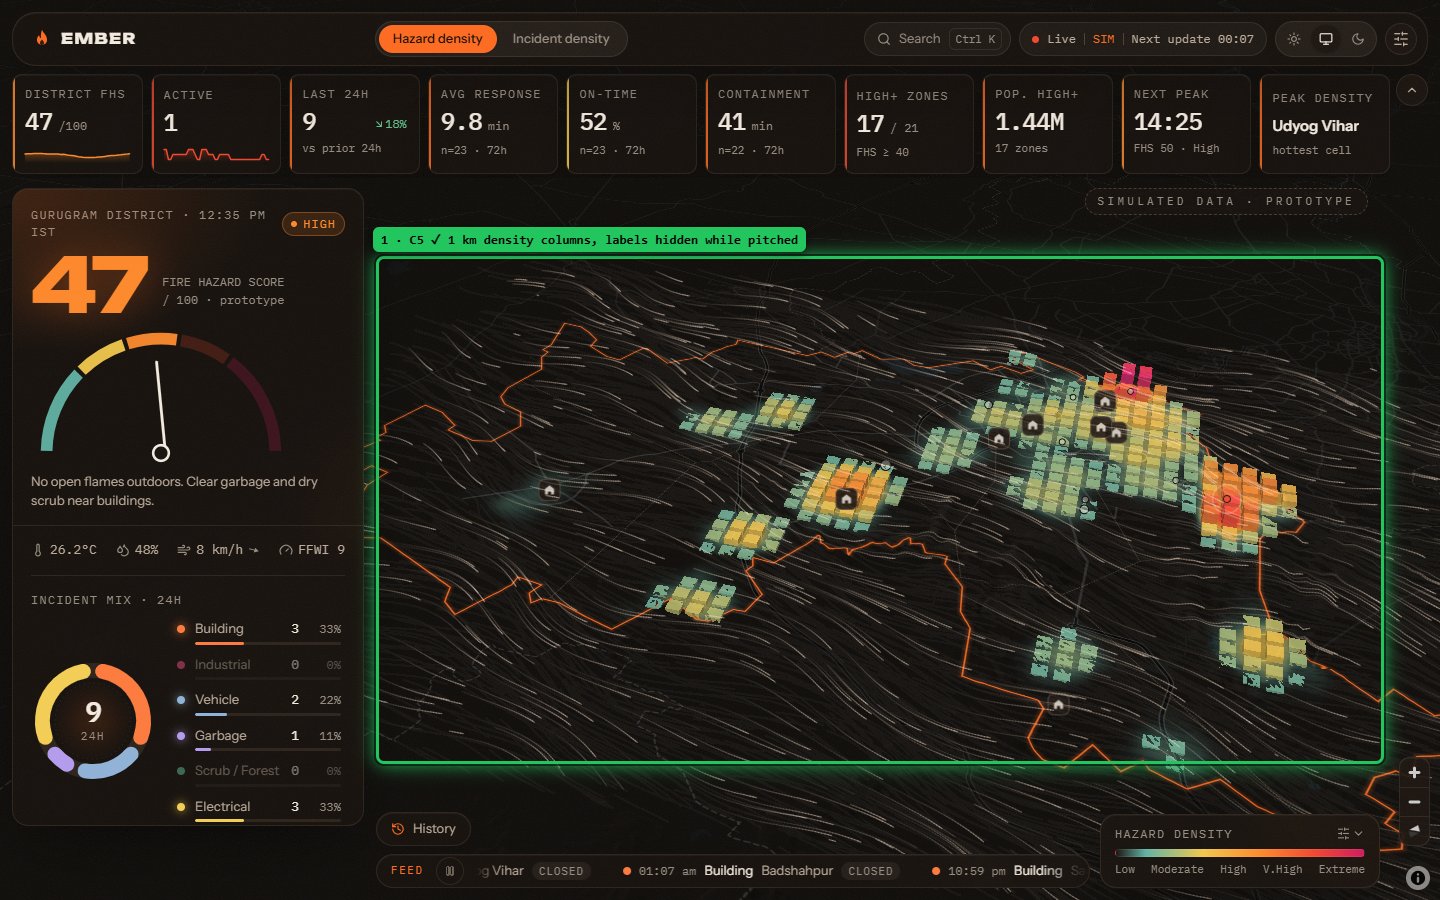 EMBER
Hazard density
Incident density
Search Ctrl K
Live SIM Next update 00:07
DISTRICT FHS
47 /100
ACTIVE
1
LAST 24H
9 18%
vs prior 24h
AVG RESPONSE
9.8 min
n=23 · 72h
ON-TIME
52 %
n=23 · 72h
CONTAINMENT
41 min
n=22 · 72h
HIGH+ ZONES
17 / 21
FHS ≥ 40
POP. HIGH+
1.44M
17 zones
NEXT PEAK
14:25
FHS 50 · High
PEAK DENSITY
Udyog Vihar
hottest cell
SIMULATED DATA · PROTOTYPE
GURUGRAM DISTRICT · 12:35 PM
IST
HIGH
47
FIRE HAZARD SCORE
/ 100 · prototype
No open flames outdoors. Clear garbage and dry
scrub near buildings.
26.2°C 48% 8 km/h FFWI 9
INCIDENT MIX · 24H
Building 3 33%
Industrial 0 0%
Vehicle 2 22%
Garbage 1 11%
Scrub / Forest 0 0%
Electrical 3 33%
9
24H
1 · C5 ✓ 1 km density columns, labels hidden while pitched
History
FEED
Vihar CLOSED 01:07 am Building Badshahpur CLOSED 10:59 pm Building
HAZARD DENSITY
Low Moderate High V.High Extreme